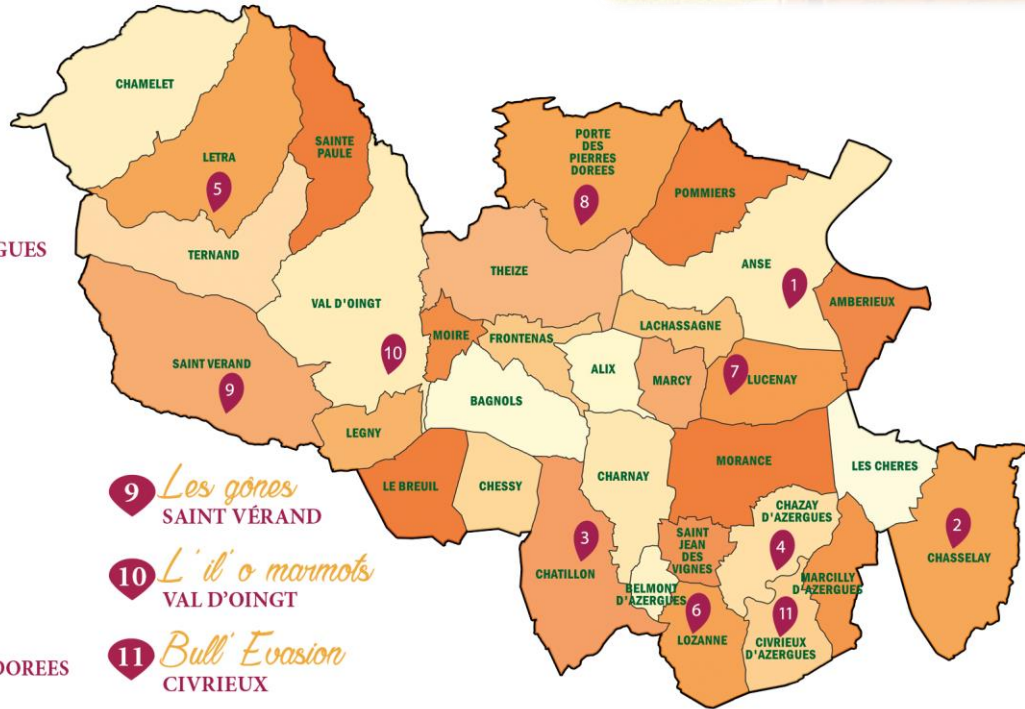 CHAMELET
LETRA
5
SAINTE
PAULE
PORTE
DES
PIERRES
DOREES
8
POMMIERS
GUES
TERNAND
THEIZE
ANSE
1
AMBERIEUX
VAL D'OINGT
10
MOIRE
FRONTENAS
LACHASSAGNE
SAINT VERAND
9
ALIX
MARCY
7
LUCENAY
BAGNOLS
LEGNY
LE BREUIL
CHESSY
CHARNAY
MORANCE
LES CHERES
CHAZAY
D'AZERGUES
4
2
CHASSELAY
3
CHATILLON
SAINT
JEAN
DES
VIGNES
BELMONT
D'AZERGUES
MARCILLY
D'AZERGUES
6
LOZANNE
11
CIVRIEUX
D'AZERGUES
9 Les gônes
SAINT VÉRAND
10 L' il' o marmots
VAL D'OINGT
DOREES
11 Bull' Evasion
CIVRIEUX